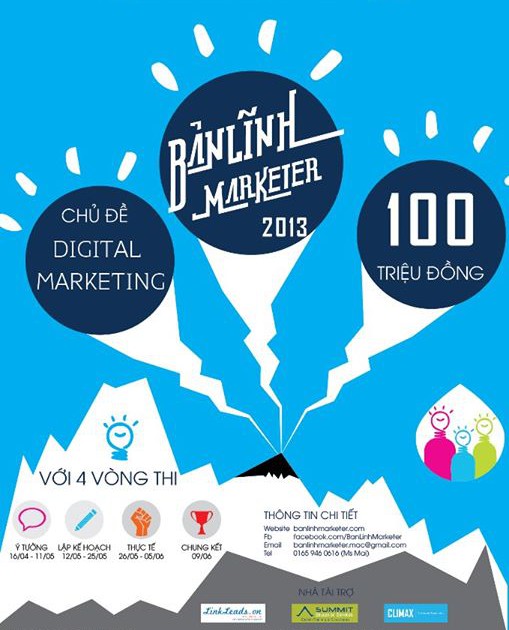 BẢN LĨNH
MARKETER
2013
CHỦ ĐỀ
DIGITAL
MARKETING
100
TRIỆU ĐỒNG
VỚI 4 VÒNG THI
Ý TƯỞNG
16/04 - 11/05
LẬP KẾ HOẠCH
12/05 - 25/05
THỰC TẾ
26/05 - 05/06
CHUNG KẾT
09/06
THÔNG TIN CHI TIẾT
Website banlinhmarketer.com
Fb facebook.com/BanLinhMarketer
Email banlinhmarketer.mac@gmail.com
Tel 0165 946 0616 (Ms Mai)
NHÀ TÀI TRỢ
LinkLeads.vn
SUMMIT
CLIMAX